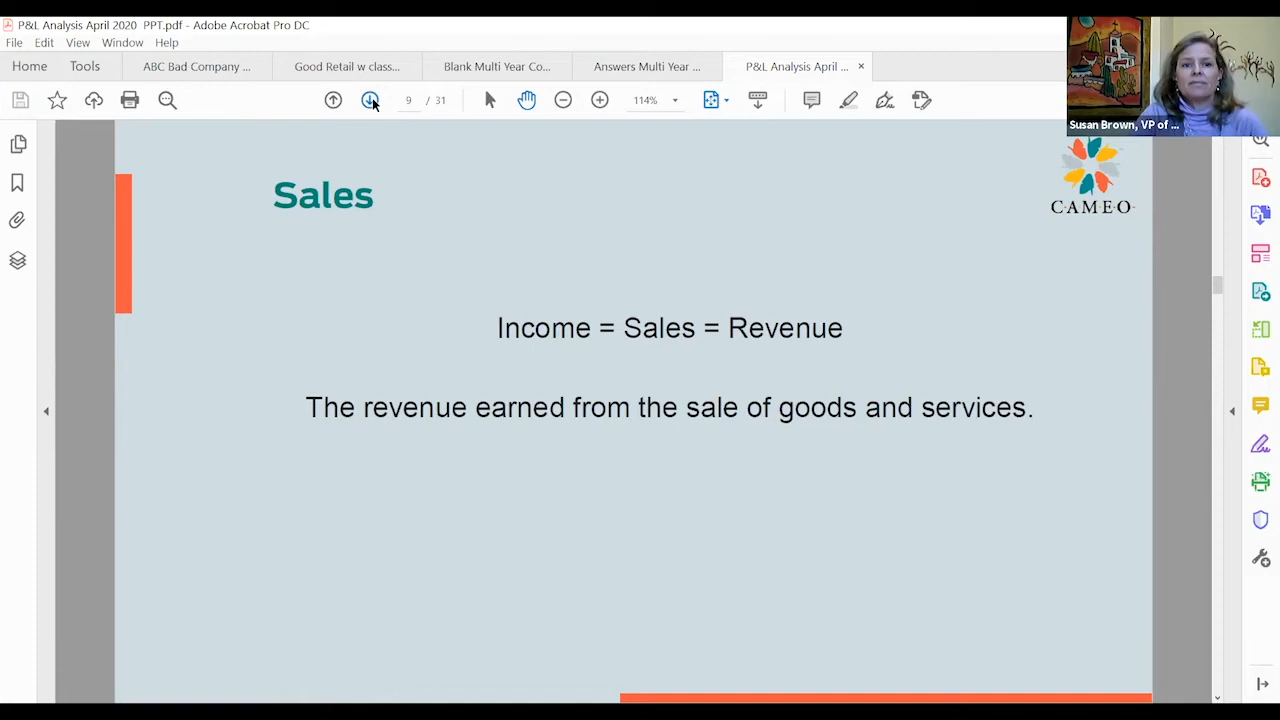 P&L Analysis April 2020 PPT.pdf - Adobe Acrobat Pro DC
File Edit View Window Help
Home Tools ABC Bad Company ... Good Retail w class... Blank Multi Year Co... Answers Multi Year ... P&L Analysis April ... ×
9 / 31 114%
Susan Brown, VP of ...
Sales
CAMEO
Income = Sales = Revenue
The revenue earned from the sale of goods and services.